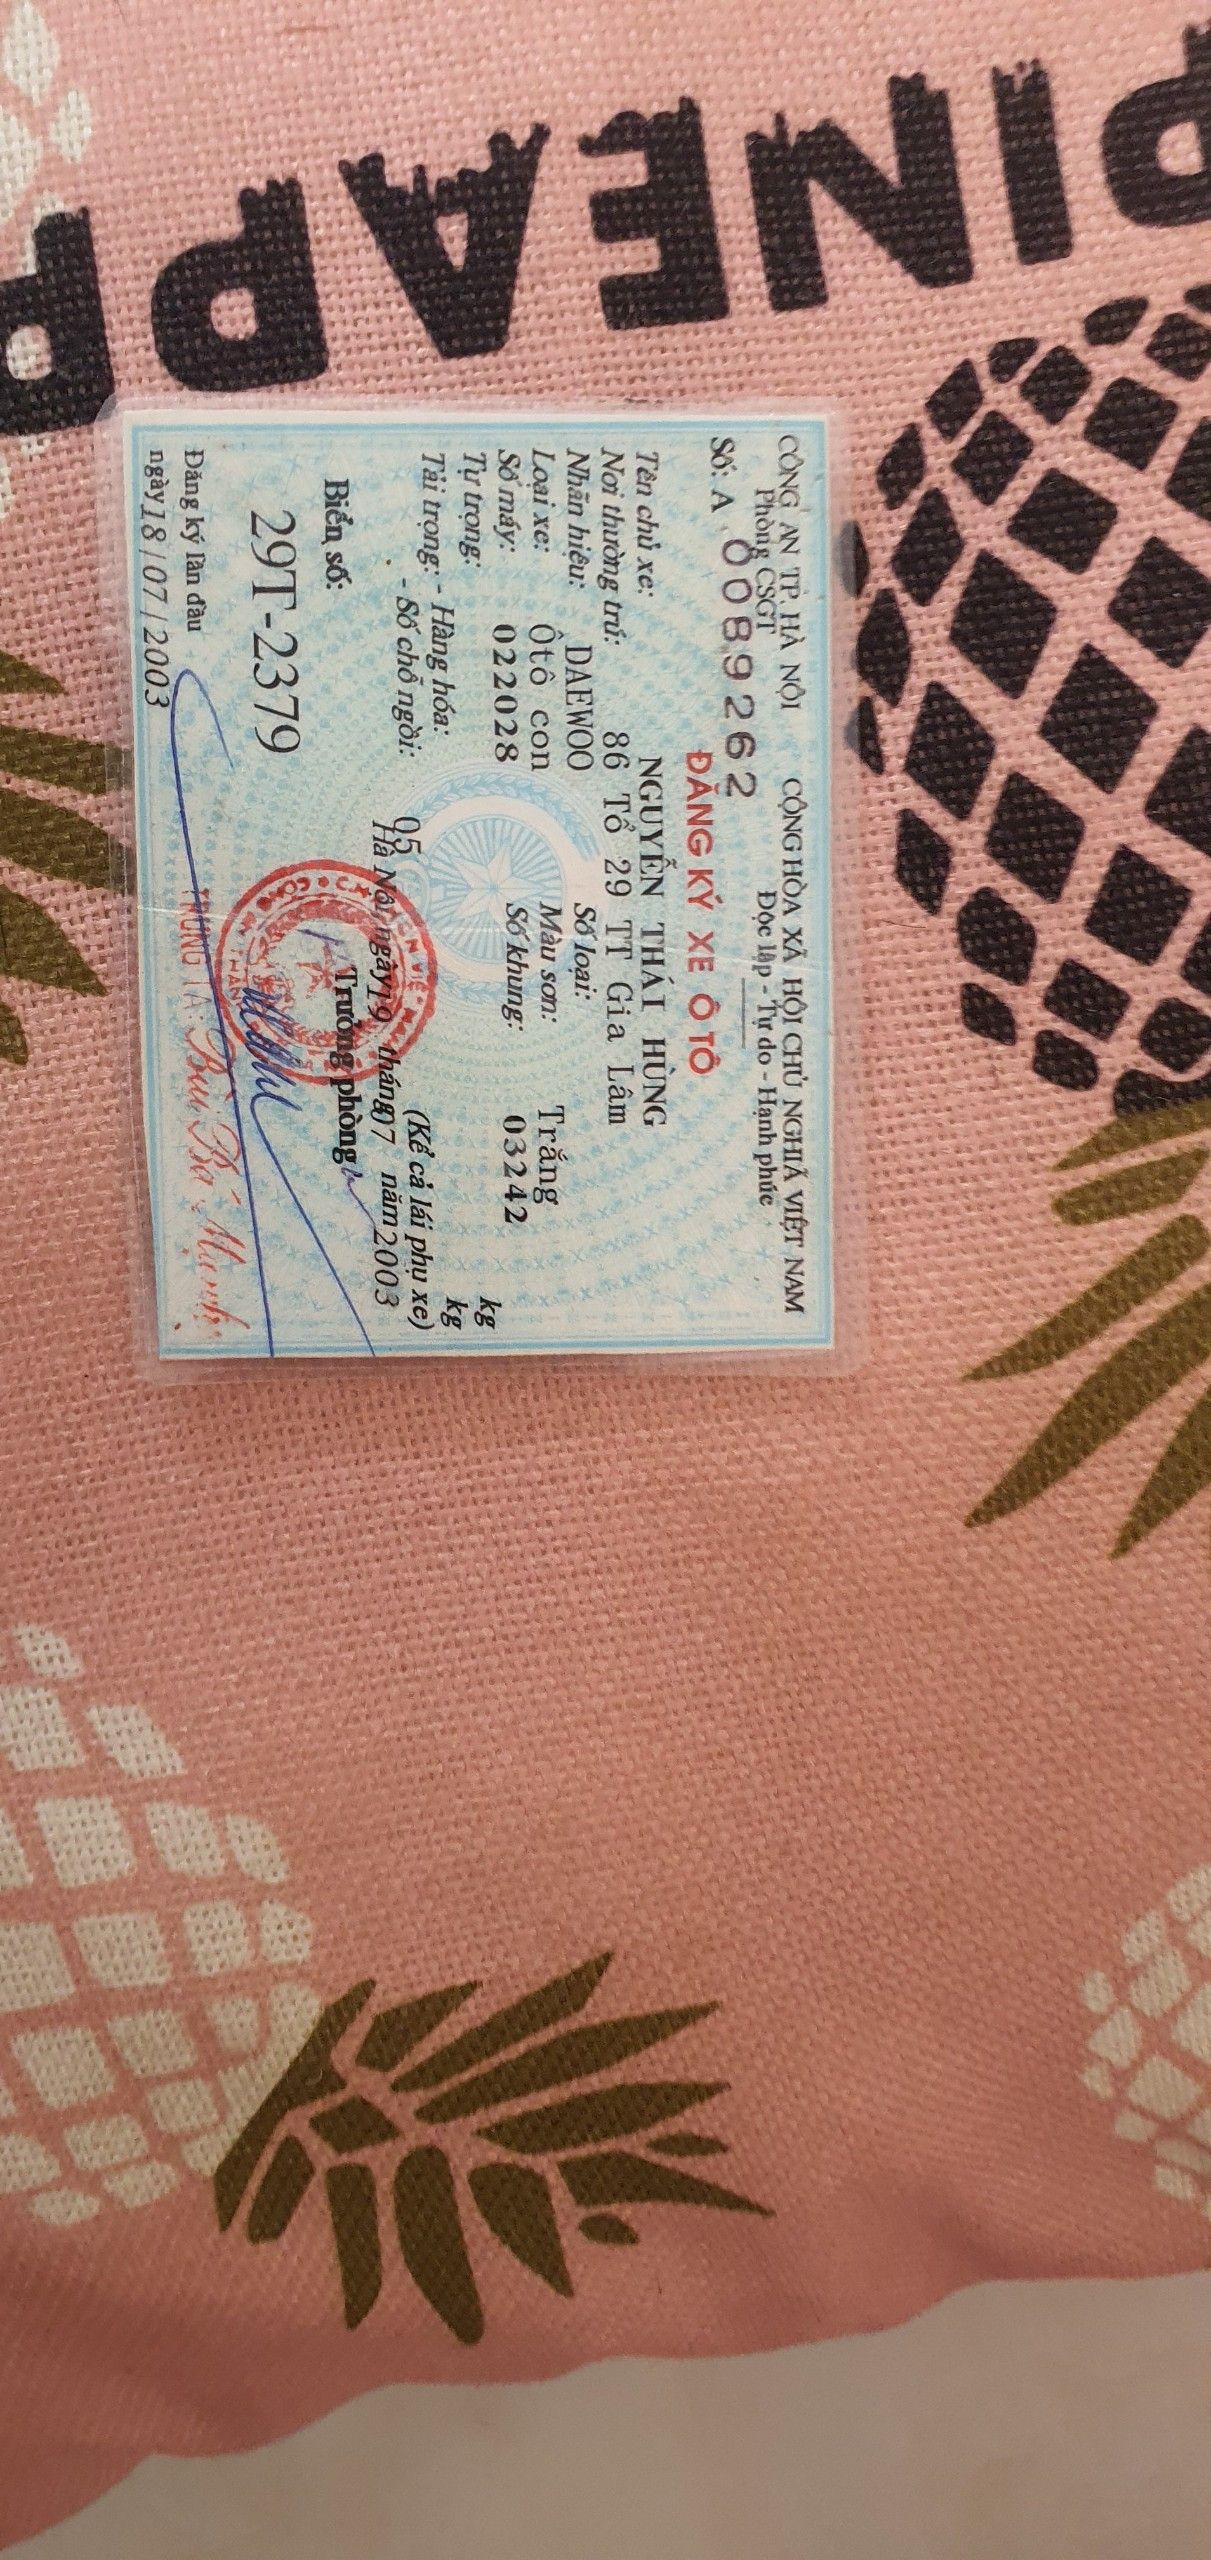 PINEAPP
CÔNG AN TP. HÀ NỘI
Phòng CSGT
Số: A 0089262
CỘNG HÒA XÃ HỘI CHỦ NGHĨA VIỆT NAM
Độc lập - Tự do - Hạnh phúc
ĐĂNG KÝ XE Ô TÔ
Tên chủ xe: NGUYỄN THÁI HÙNG
Nơi thường trú: 86 Tổ 29 TT Gia Lâm
Nhãn hiệu: DAEWOO Số loại:
Loại xe: Ôtô con Màu sơn: Trắng
Số máy: 022028 Số khung: 03242
Tự trọng: kg
Tải trọng: - Hàng hóa: kg
- Số chỗ ngồi: 05 (Kể cả lái phụ xe)
Hà Nội, ngày 19 tháng 07 năm 2003
Biển số: Trưởng phòng
29T-2379
Đăng ký lần đầu
ngày 18/07/2003
TRUNG TÁ: Bùi Bá Mạnh